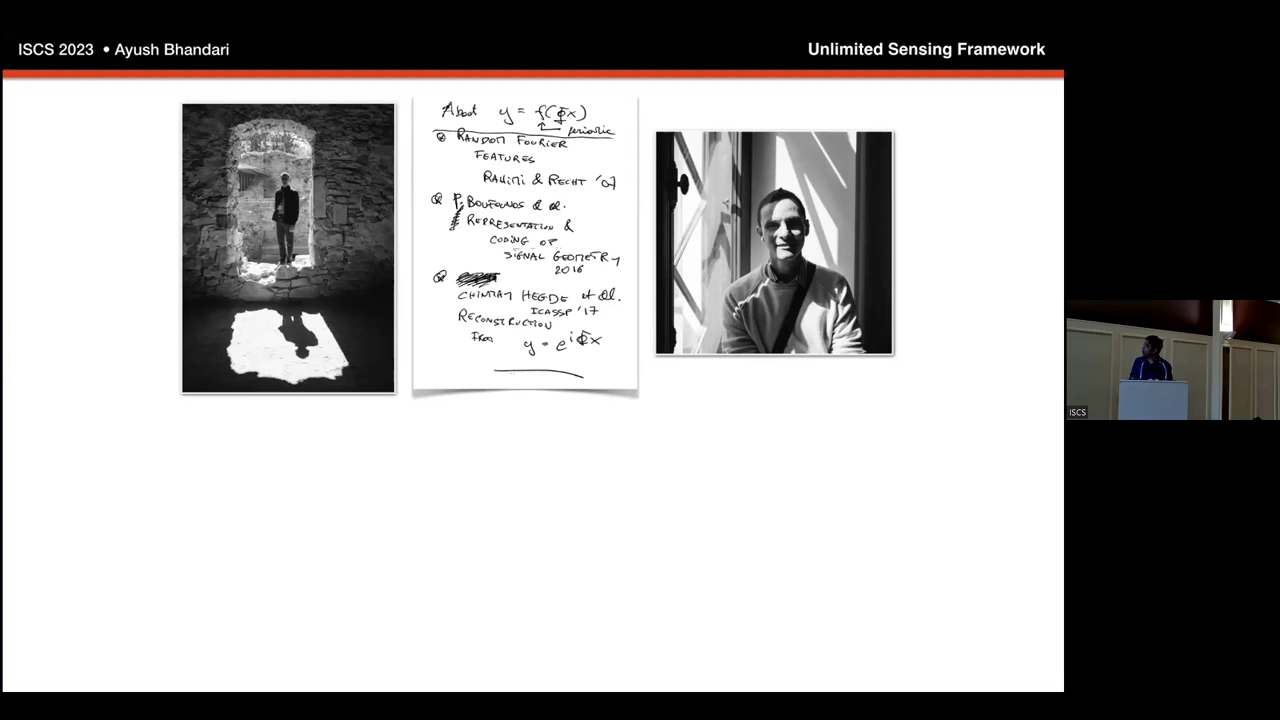 ISCS 2023 • Ayush Bhandari
Unlimited Sensing Framework
About y = f(Φx)
periodic
RANDOM FOURIER
FEATURES
RAHIMI & RECHT '07
P. BOUFOUNOS & al.
REPRESENTATION &
CODING OF
SIGNAL GEOMETRY
2016
CHINMAY HEGDE et al.
ICASSP '17
RECONSTRUCTION
FROM y = e^{iΦx}
ISCS